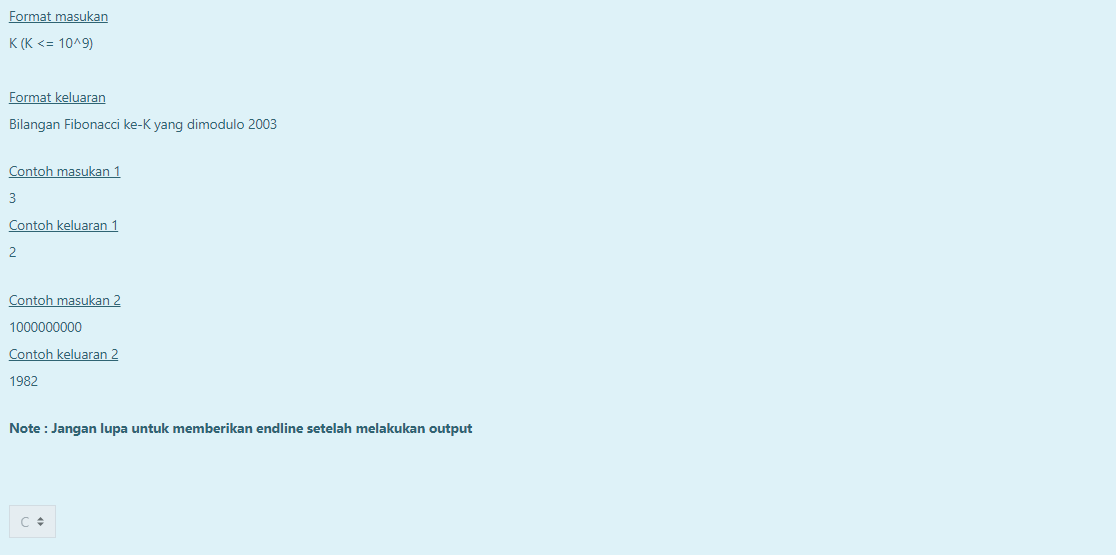 Format masukan
K (K <= 10^9)
Format keluaran
Bilangan Fibonacci ke-K yang dimodulo 2003
Contoh masukan 1
3
Contoh keluaran 1
2
Contoh masukan 2
1000000000
Contoh keluaran 2
1982
Note : Jangan lupa untuk memberikan endline setelah melakukan output
C